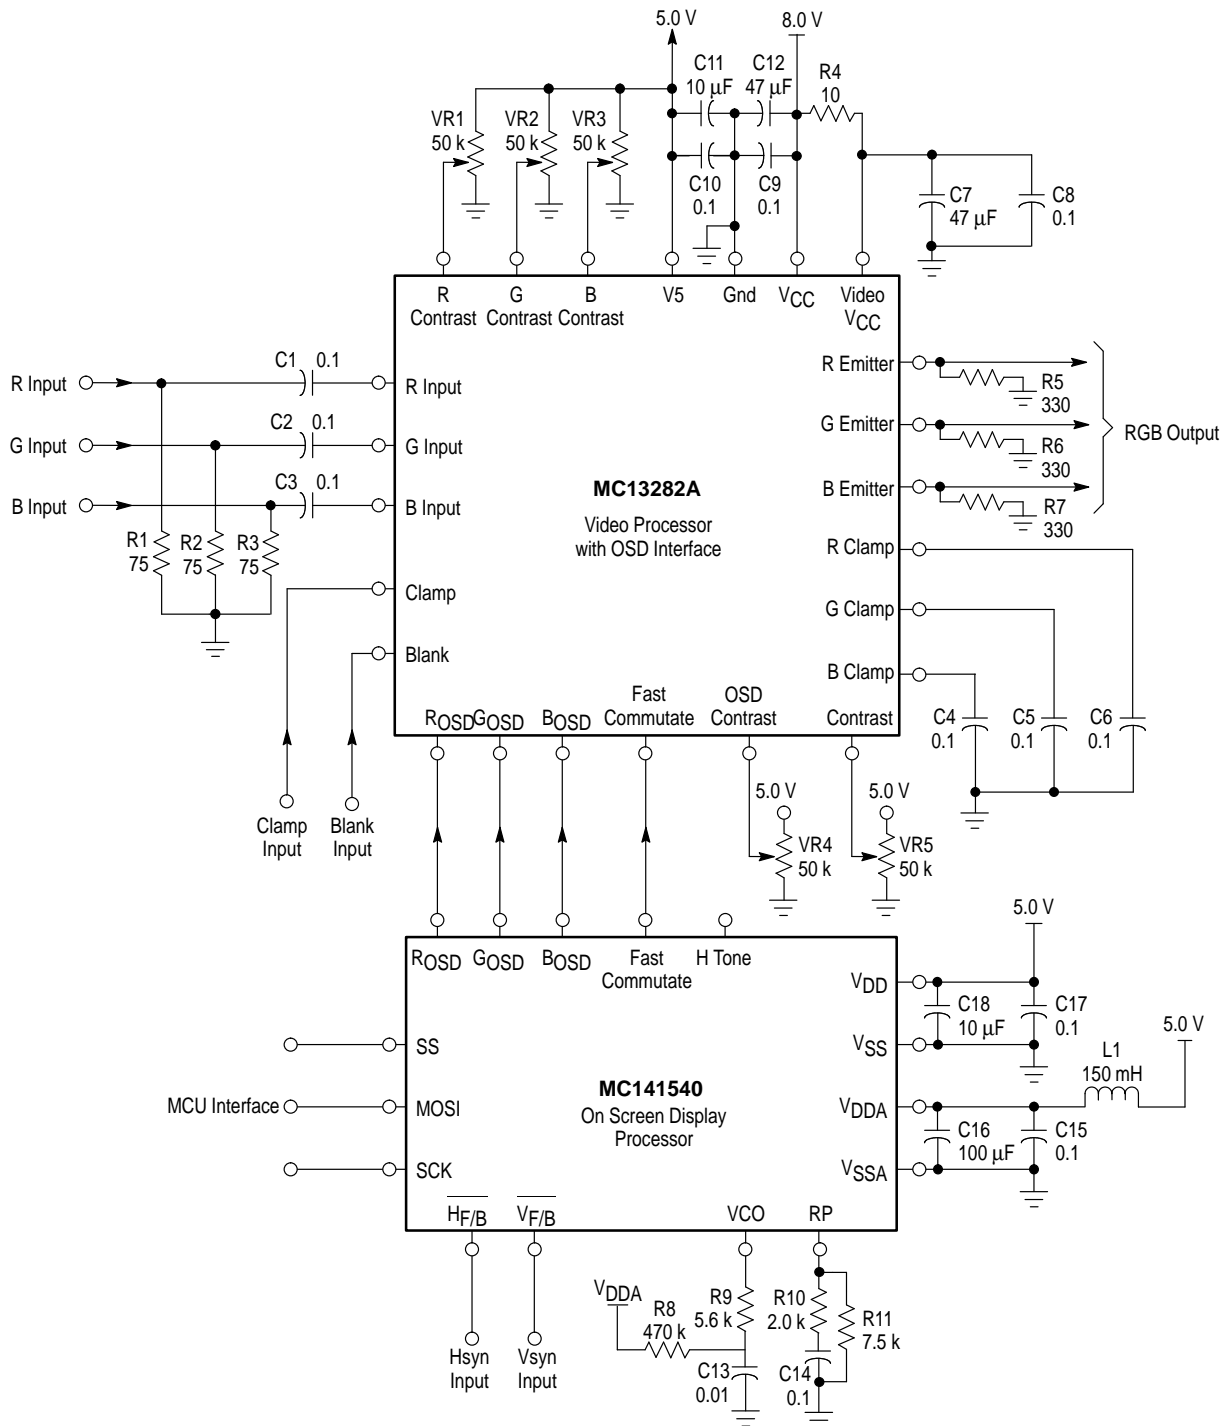 5.0 V
8.0 V
C11
10 μF
C12
47 μF
R4
10
VR1
50 k
VR2
50 k
VR3
50 k
C10
0.1
C9
0.1
C7
47 μF
C8
0.1
R
Contrast
G
Contrast
B
Contrast
V5
Gnd
VCC
Video
VCC
R Input
C1
0.1
R Input
G Input
C2
0.1
G Input
B Input
C3
0.1
B Input
R1
75
R2
75
R3
75
Clamp
Blank
MC13282A
Video Processor
with OSD Interface
R Emitter
R5
330
G Emitter
R6
330
B Emitter
R7
330
RGB Output
R Clamp
G Clamp
B Clamp
C4
0.1
C5
0.1
C6
0.1
ROSD
GOSD
BOSD
Fast
Commutate
OSD
Contrast
Contrast
Clamp
Input
Blank
Input
5.0 V
VR4
50 k
5.0 V
VR5
50 k
ROSD
GOSD
BOSD
Fast
Commutate
H Tone
5.0 V
VDD
C18
10 μF
C17
0.1
VSS
SS
MCU Interface
MOSI
SCK
MC141540
On Screen Display
Processor
5.0 V
L1
150 mH
VDDA
C16
100 μF
C15
0.1
VSSA
HF/B
VF/B
VCO
RP
Hsyn
Input
Vsyn
Input
VDDA
R8
470 k
R9
5.6 k
C13
0.01
R10
2.0 k
C14
0.1
R11
7.5 k